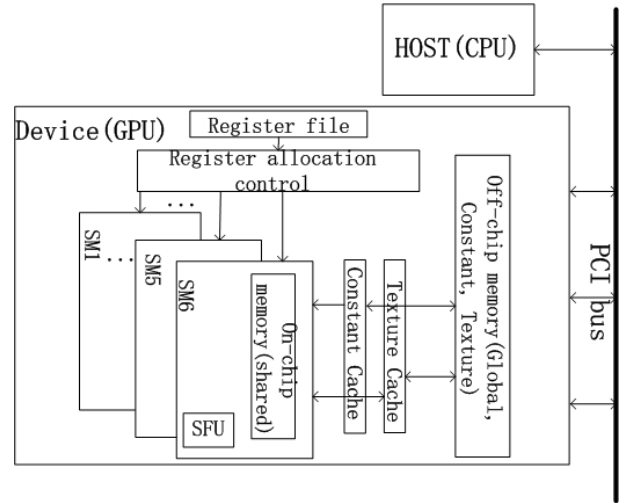 HOST(CPU)
Device(GPU)
Register file
Register allocation
control
...
SM1 ...
SM5
SM6
On-chip
memory(shared)
SFU
Constant Cache
Texture Cache
Off-chip memory(Global,
Constant, Texture)
PCI bus